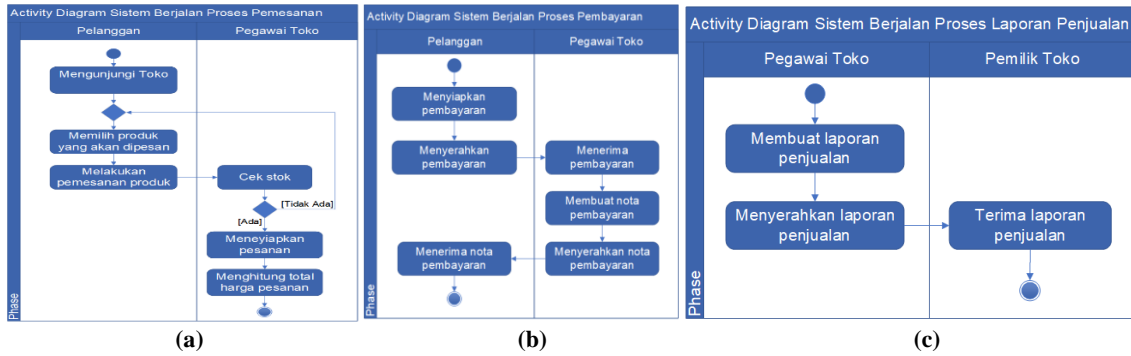 Activity Diagram Sistem Berjalan Proses Pemesanan
Pelanggan
Pegawai Toko
Mengunjungi Toko
Memilih produk
yang akan dipesan
Melakukan
pemesanan produk
Cek stok
[Tidak Ada]
[Ada]
Meneyiapkan
pesanan
Menghitung total
harga pesanan
Phase
(a)
Activity Diagram Sistem Berjalan Proses Pembayaran
Pelanggan
Pegawai Toko
Menyiapkan
pembayaran
Menyerahkan
pembayaran
Menerima
pembayaran
Membuat nota
pembayaran
Menerima nota
pembayaran
Menyerahkan nota
pembayaran
Phase
(b)
Activity Diagram Sistem Berjalan Proses Laporan Penjualan
Pegawai Toko
Pemilik Toko
Membuat laporan
penjualan
Menyerahkan laporan
penjualan
Terima laporan
penjualan
Phase
(c)